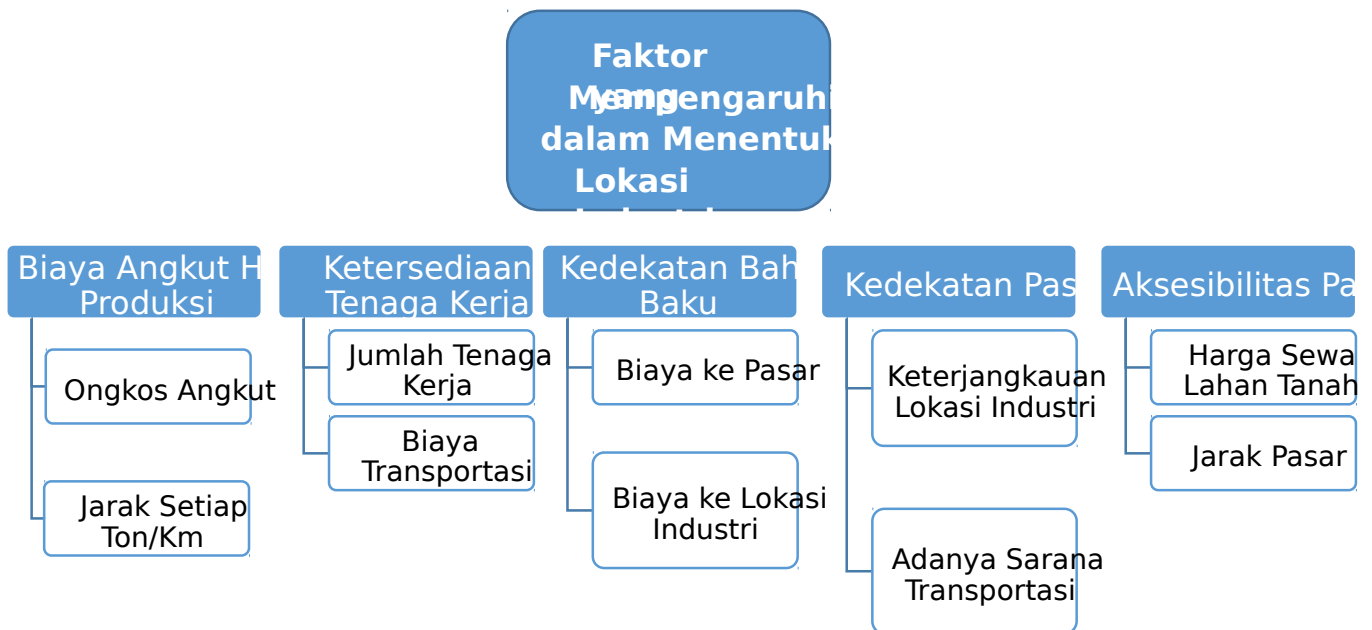 Faktor
yang
Mempengaruhi
dalam Menentuk
Lokasi
Biaya Angkut H
Produksi
Ketersediaan
Tenaga Kerja
Kedekatan Bah
Baku
Kedekatan Pas
Aksesibilitas Pa
Ongkos Angkut
Jarak Setiap
Ton/Km
Jumlah Tenaga
Kerja
Biaya
Transportasi
Biaya ke Pasar
Biaya ke Lokasi
Industri
Keterjangkauan
Lokasi Industri
Adanya Sarana
Transportasi
Harga Sewa
Lahan Tanah
Jarak Pasar